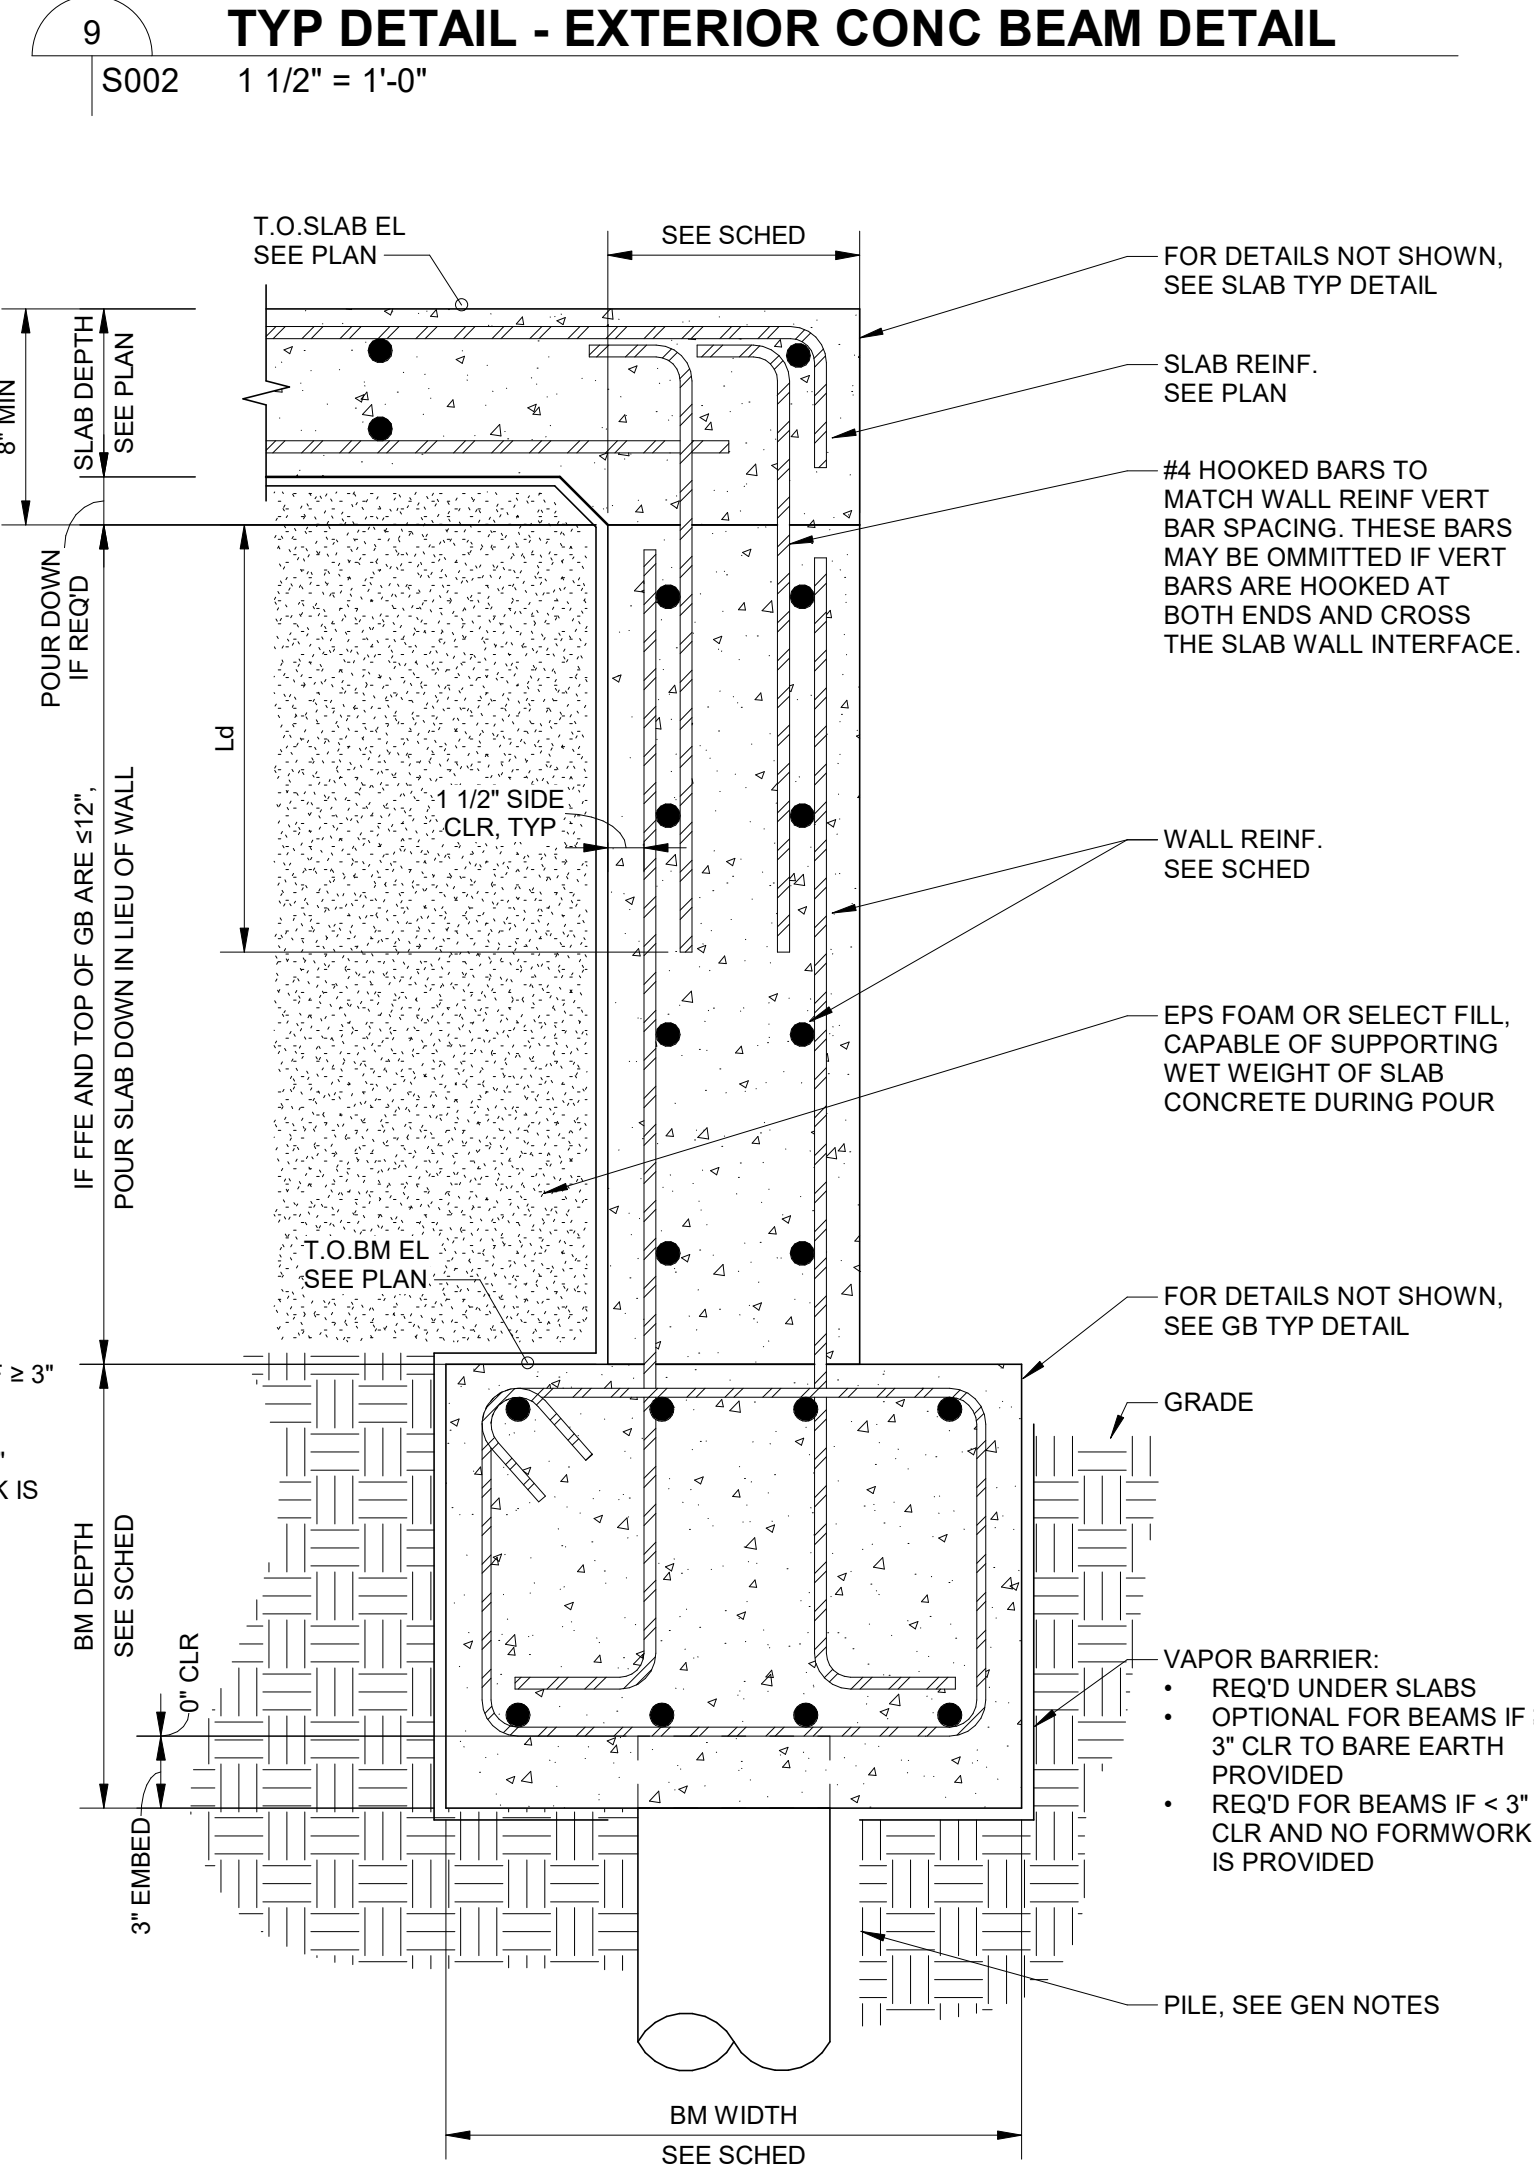 9
TYP DETAIL - EXTERIOR CONC BEAM DETAIL
S002
1 1/2" = 1'-0"
T.O.SLAB EL
SEE PLAN
SEE SCHED
FOR DETAILS NOT SHOWN,
SEE SLAB TYP DETAIL
8" MIN
SLAB DEPTH
SEE PLAN
SLAB REINF.
SEE PLAN
#4 HOOKED BARS TO
MATCH WALL REINF VERT
BAR SPACING. THESE BARS
MAY BE OMMITTED IF VERT
BARS ARE HOOKED AT
BOTH ENDS AND CROSS
THE SLAB WALL INTERFACE.
POUR DOWN
IF REQ'D
Ld
1 1/2" SIDE
CLR, TYP
IF FFE AND TOP OF GB ARE ≤12",
POUR SLAB DOWN IN LIEU OF WALL
WALL REINF.
SEE SCHED
EPS FOAM OR SELECT FILL,
CAPABLE OF SUPPORTING
WET WEIGHT OF SLAB
CONCRETE DURING POUR
T.O.BM EL
SEE PLAN
FOR DETAILS NOT SHOWN,
SEE GB TYP DETAIL
≥ 3"
"
IS
GRADE
BM DEPTH
SEE SCHED
0" CLR
3" EMBED
VAPOR BARRIER:
• REQ'D UNDER SLABS
• OPTIONAL FOR BEAMS IF
3" CLR TO BARE EARTH
PROVIDED
• REQ'D FOR BEAMS IF < 3"
CLR AND NO FORMWORK
IS PROVIDED
PILE, SEE GEN NOTES
BM WIDTH
SEE SCHED